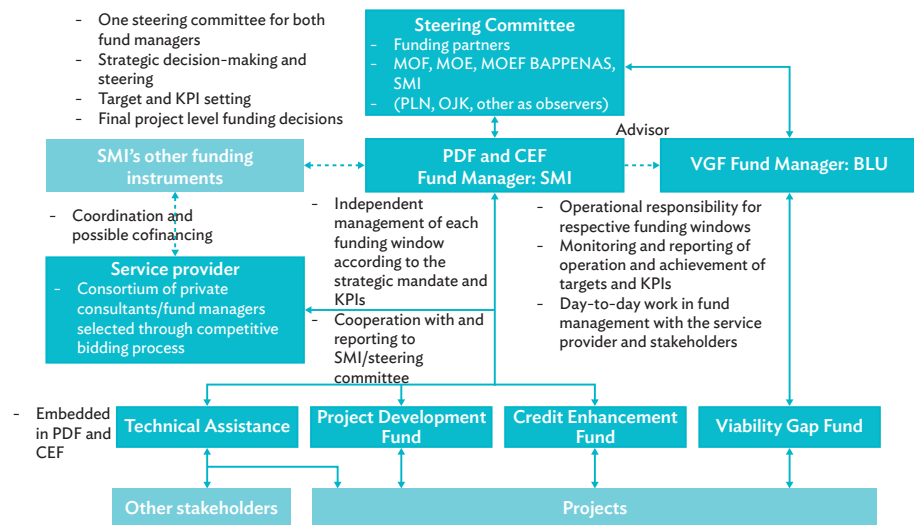 - One steering committee for both
fund managers
- Strategic decision-making and
steering
- Target and KPI setting
- Final project level funding decisions
Steering Committee
- Funding partners
- MOF, MOE, MOEF BAPPENAS,
SMI
- (PLN, OJK, other as observers)
SMI's other funding
instruments
PDF and CEF
Fund Manager: SMI
Advisor
VGF Fund Manager: BLU
- Coordination and
possible cofinancing
- Independent
management of each
funding window
according to the
strategic mandate and
KPIs
- Cooperation with and
reporting to
SMI/steering
committee
- Operational responsibility for
respective funding windows
- Monitoring and reporting of
operation and achievement of
targets and KPIs
- Day-to-day work in fund
management with the service
provider and stakeholders
Service provider
- Consortium of private
consultants/fund managers
selected through competitive
bidding process
- Embedded
in PDF and
CEF
Technical Assistance
Project Development
Fund
Credit Enhancement
Fund
Viability Gap Fund
Other stakeholders
Projects